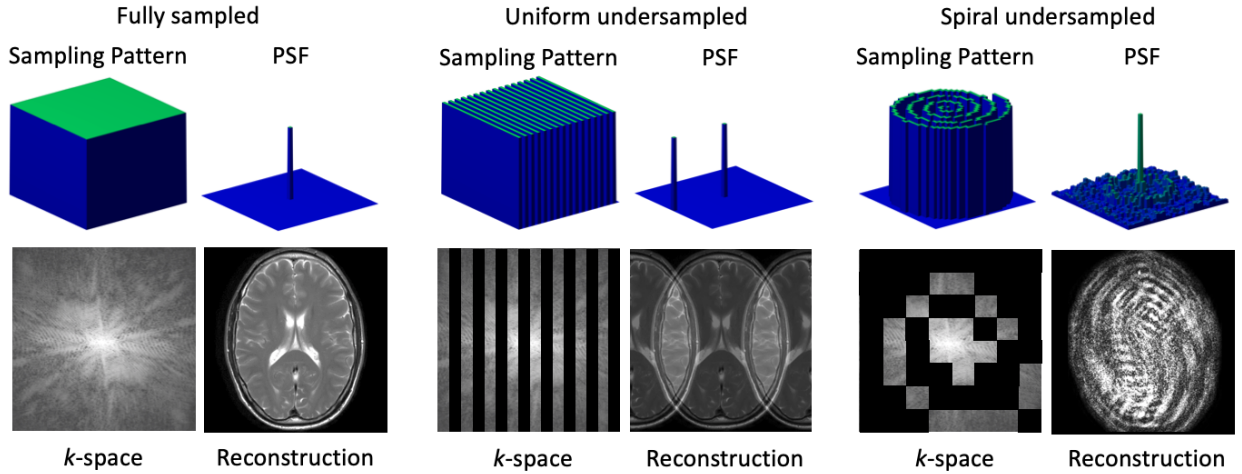 Fully sampled
Uniform undersampled
Spiral undersampled
Sampling Pattern
PSF
Sampling Pattern
PSF
Sampling Pattern
PSF
k-space
Reconstruction
k-space
Reconstruction
k-space
Reconstruction